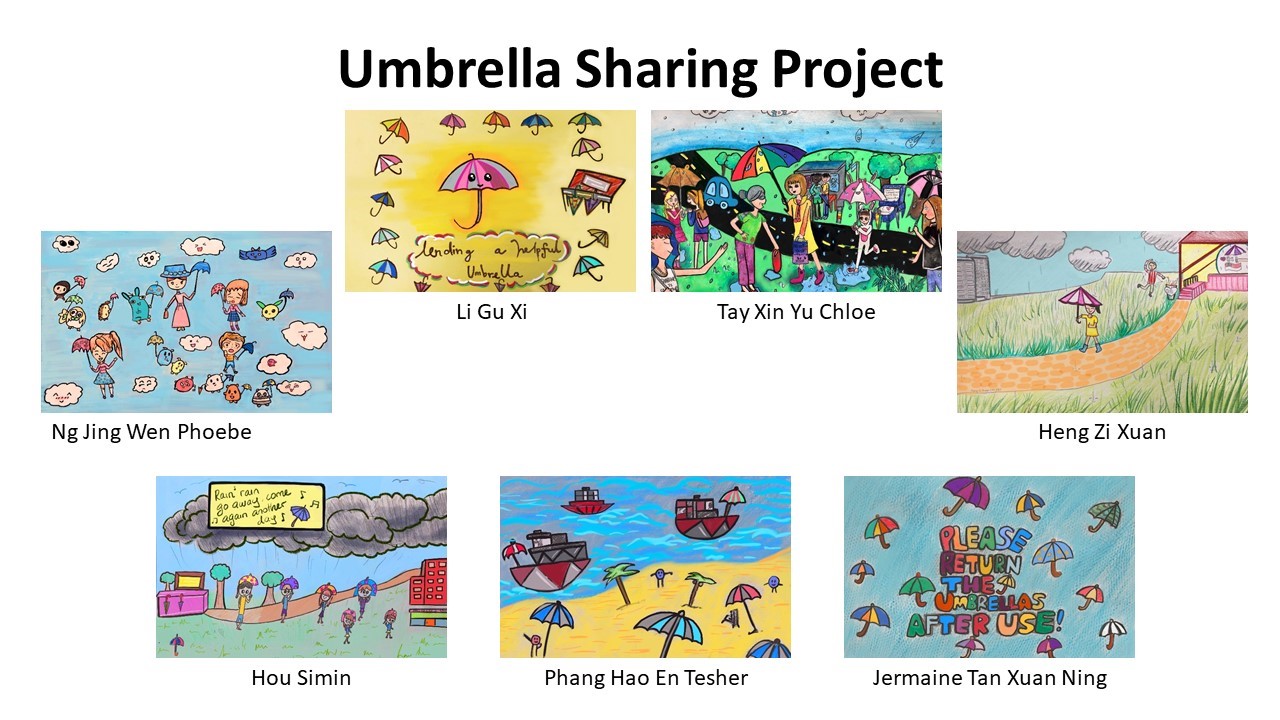 Umbrella Sharing Project
lending a helpful
Umbrella
Li Gu Xi
Tay Xin Yu Chloe
Ng Jing Wen Phoebe
Heng Zi Xuan
Rain rain
go away come
again another
day
Hou Simin
Phang Hao En Tesher
PLEASE
RETURN
THE
UMBRELLAS
AFTER USE!
Jermaine Tan Xuan Ning